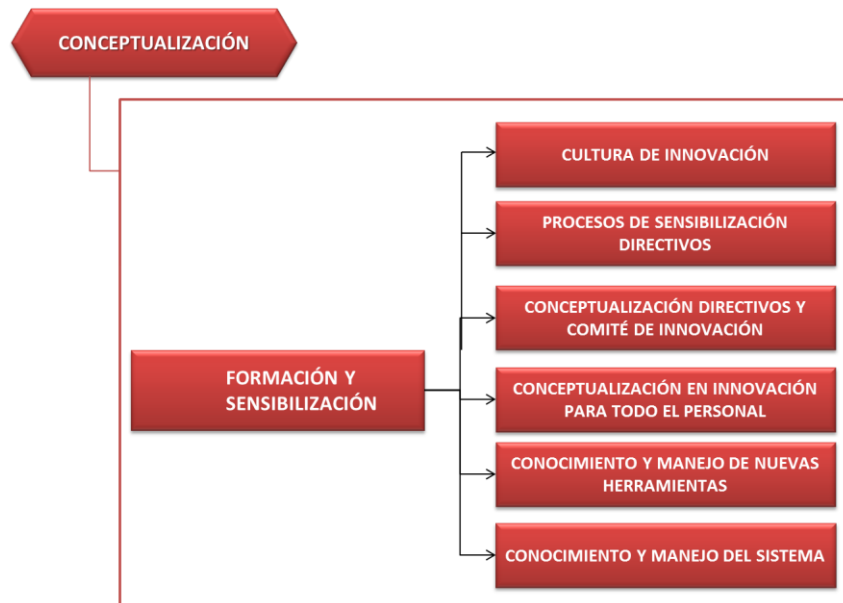 CONCEPTUALIZACIÓN
CULTURA DE INNOVACIÓN
PROCESOS DE SENSIBILIZACIÓN
DIRECTIVOS
CONCEPTUALIZACIÓN DIRECTIVOS Y
COMITÉ DE INNOVACIÓN
FORMACIÓN Y
SENSIBILIZACIÓN
CONCEPTUALIZACIÓN EN INNOVACIÓN
PARA TODO EL PERSONAL
CONOCIMIENTO Y MANEJO DE NUEVAS
HERRAMIENTAS
CONOCIMIENTO Y MANEJO DEL SISTEMA